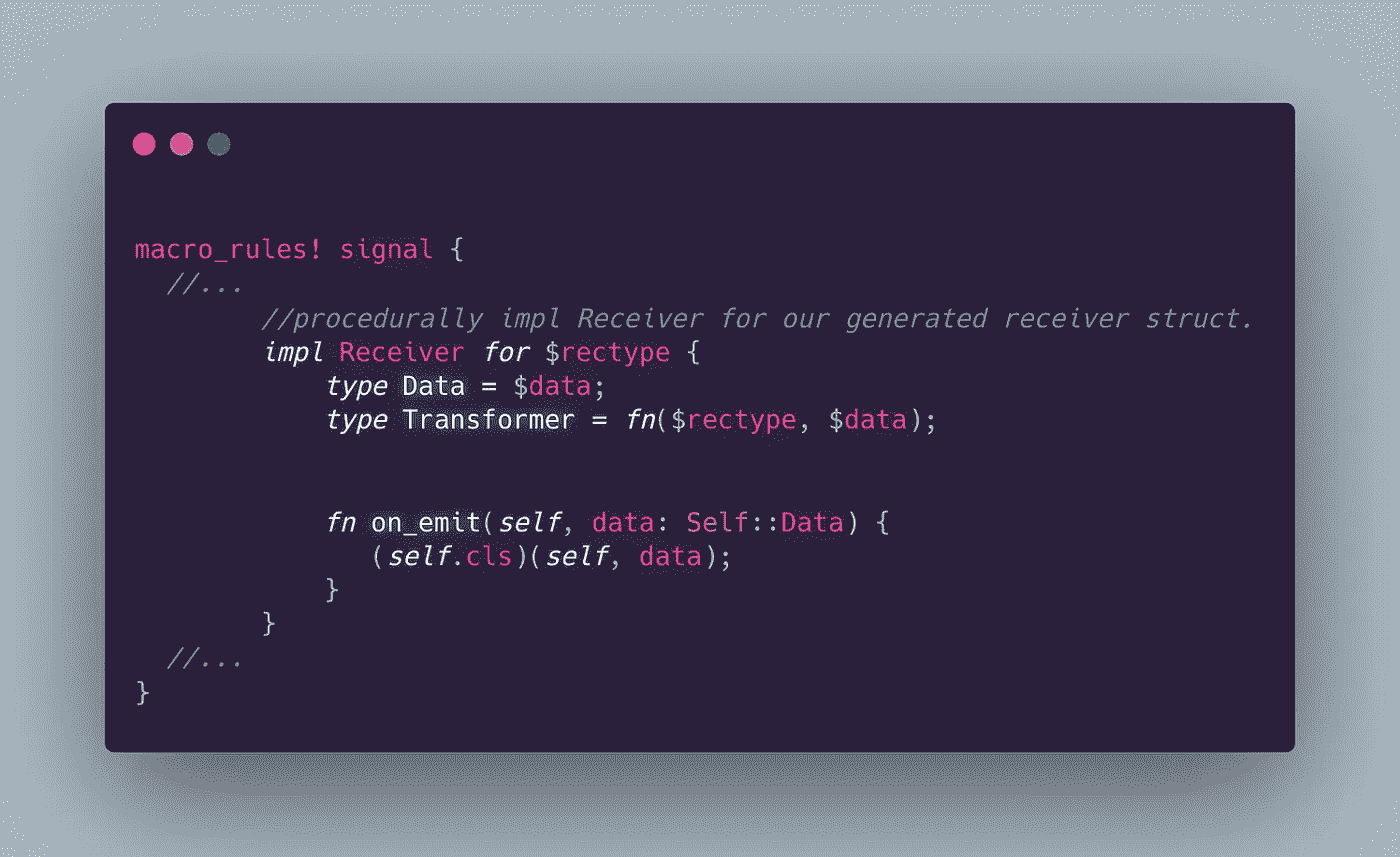 macro_rules! signal {
//...
//procedurally impl Receiver for our generated receiver struct.
impl Receiver for $rectype {
type Data = $data;
type Transformer = fn($rectype, $data);
fn on_emit(self, data: Self::Data) {
(self.cls)(self, data);
}
}
//...
}